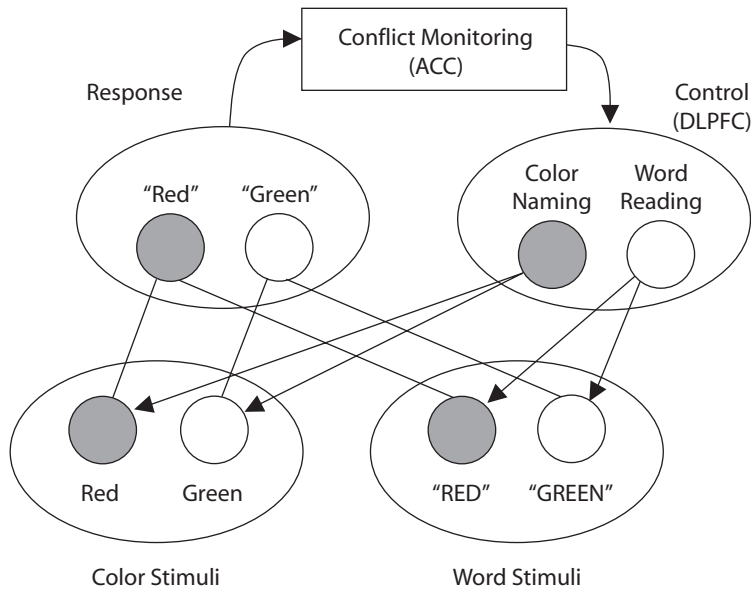 Conflict Monitoring
(ACC)
Response
Control
(DLPFC)
“Red”
“Green”
Color
Naming
Word
Reading
Red
Green
“RED”
“GREEN”
Color Stimuli
Word Stimuli